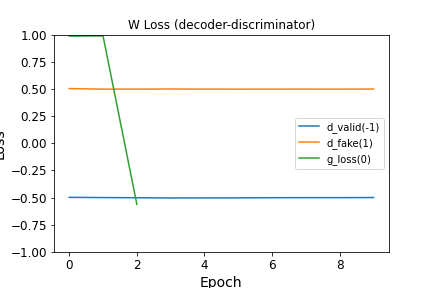 W Loss (decoder-discriminator)
1.00
0.75
0.50
0.25
0.00
−0.25
−0.50
−0.75
−1.00
Loss
d_valid(-1)
d_fake(1)
g_loss(0)
0 2 4 6 8
Epoch